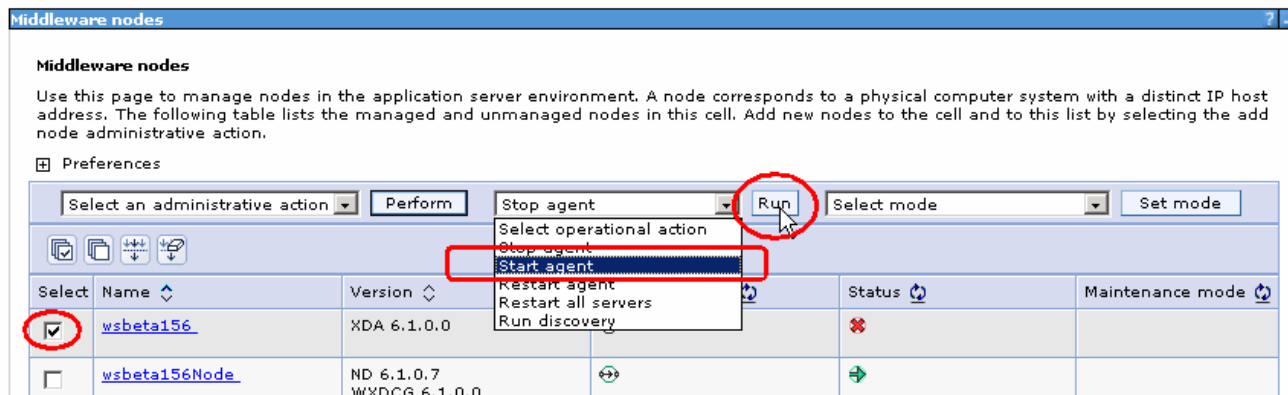 Middleware nodes
?
Middleware nodes
Use this page to manage nodes in the application server environment. A node corresponds to a physical computer system with a distinct IP host
address. The following table lists the managed and unmanaged nodes in this cell. Add new nodes to the cell and to this list by selecting the add
node administrative action.
Preferences
Select an administrative action Perform Stop agent Run Select mode Set mode
Select operational action
Stop agent
Start agent
Restart agent
Restart all servers
Run discovery
Select Name Version Status Maintenance mode
wsbeta156 XDA 6.1.0.0
wsbeta156Node ND 6.1.0.7
WXDCG 6.1.0.0